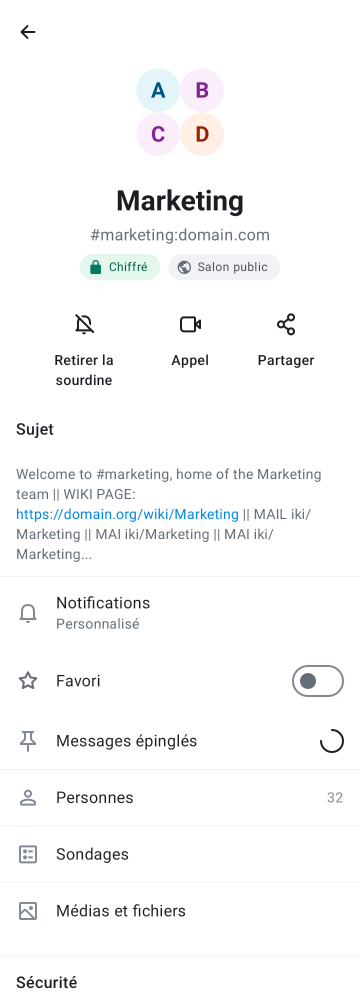 A B
C D
Marketing
#marketing:domain.com
Chiffré Salon public
Retirer la sourdine
Appel
Partager
Sujet
Welcome to #marketing, home of the Marketing
team || WIKI PAGE:
https://domain.org/wiki/Marketing || MAIL iki/
Marketing || MAI iki/Marketing || MAI iki/
Marketing...
Notifications
Personnalisé
Favori
Messages épinglés
Personnes 32
Sondages
Médias et fichiers
Sécurité